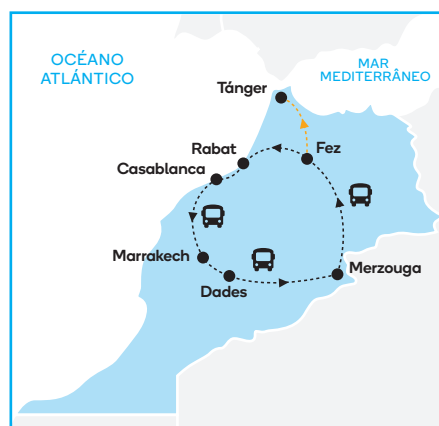 OCÉANO
ATLÁNTICO
MAR
MEDITERRÂNEO
Tánger
Rabat
Fez
Casablanca
Marrakech
Merzouga
Dades